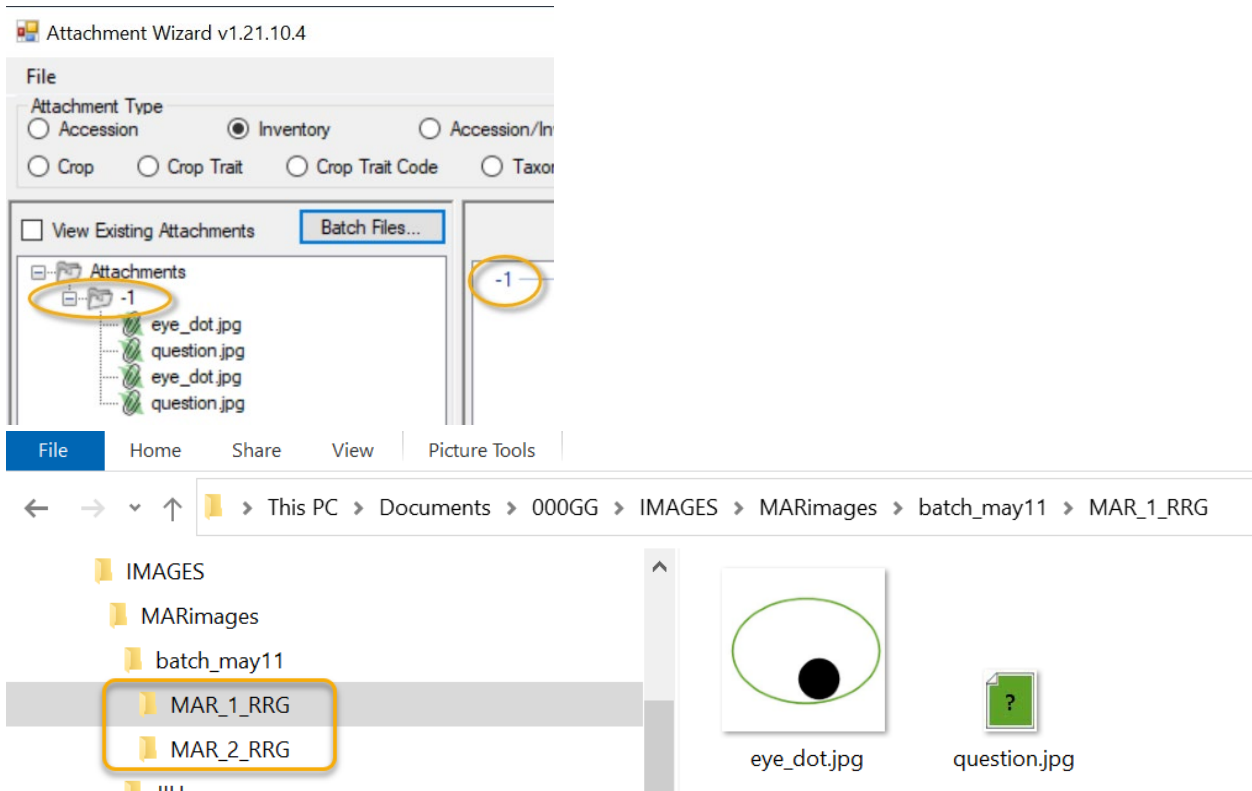 Attachment Wizard v1.21.10.4
File
Attachment Type
Accession Inventory Accession/In
Crop Crop Trait Crop Trait Code Taxon
View Existing Attachments Batch Files...
Attachments
-1
-1
eye_dot.jpg
question.jpg
eye_dot.jpg
question.jpg
File Home Share View Picture Tools
This PC > Documents > 000GG > IMAGES > MARimages > batch_may11 > MAR_1_RRG
IMAGES
MARimages
batch_may11
MAR_1_RRG
MAR_2_RRG
?
eye_dot.jpg question.jpg